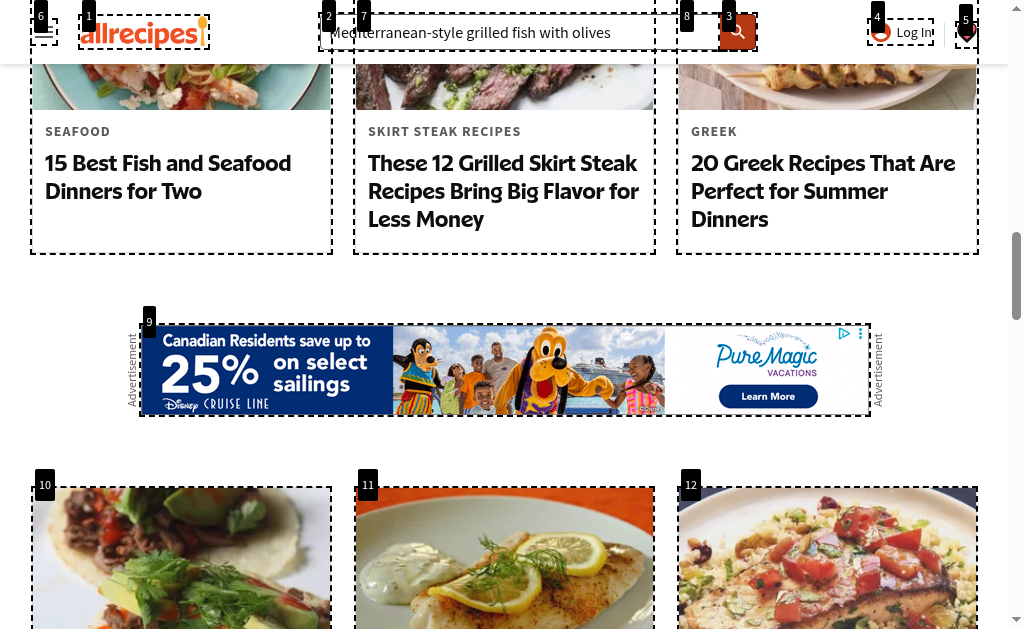 6
1
allrecipes
2
7
Mediterranean-style grilled fish with olives
8
3
4
Log In
5
SEAFOOD
15 Best Fish and Seafood
Dinners for Two
SKIRT STEAK RECIPES
These 12 Grilled Skirt Steak
Recipes Bring Big Flavor for
Less Money
GREEK
20 Greek Recipes That Are
Perfect for Summer
Dinners
9
Advertisement
Canadian Residents save up to
25% on select
sailings
Disney CRUISE LINE
PureMagic
VACATIONS
Learn More
Advertisement
10
11
12